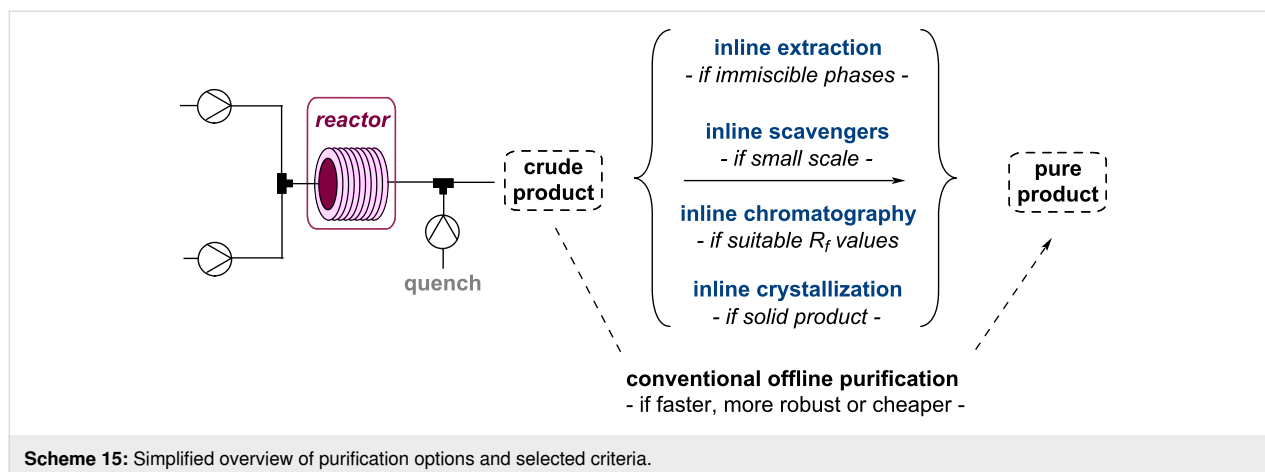 reactor
quench
crude
product
inline extraction
- if immiscible phases -
inline scavengers
- if small scale -
inline chromatography
- if suitable Rf values
inline crystallization
- if solid product -
pure
product
conventional offline purification
- if faster, more robust or cheaper -
Scheme 15: Simplified overview of purification options and selected criteria.